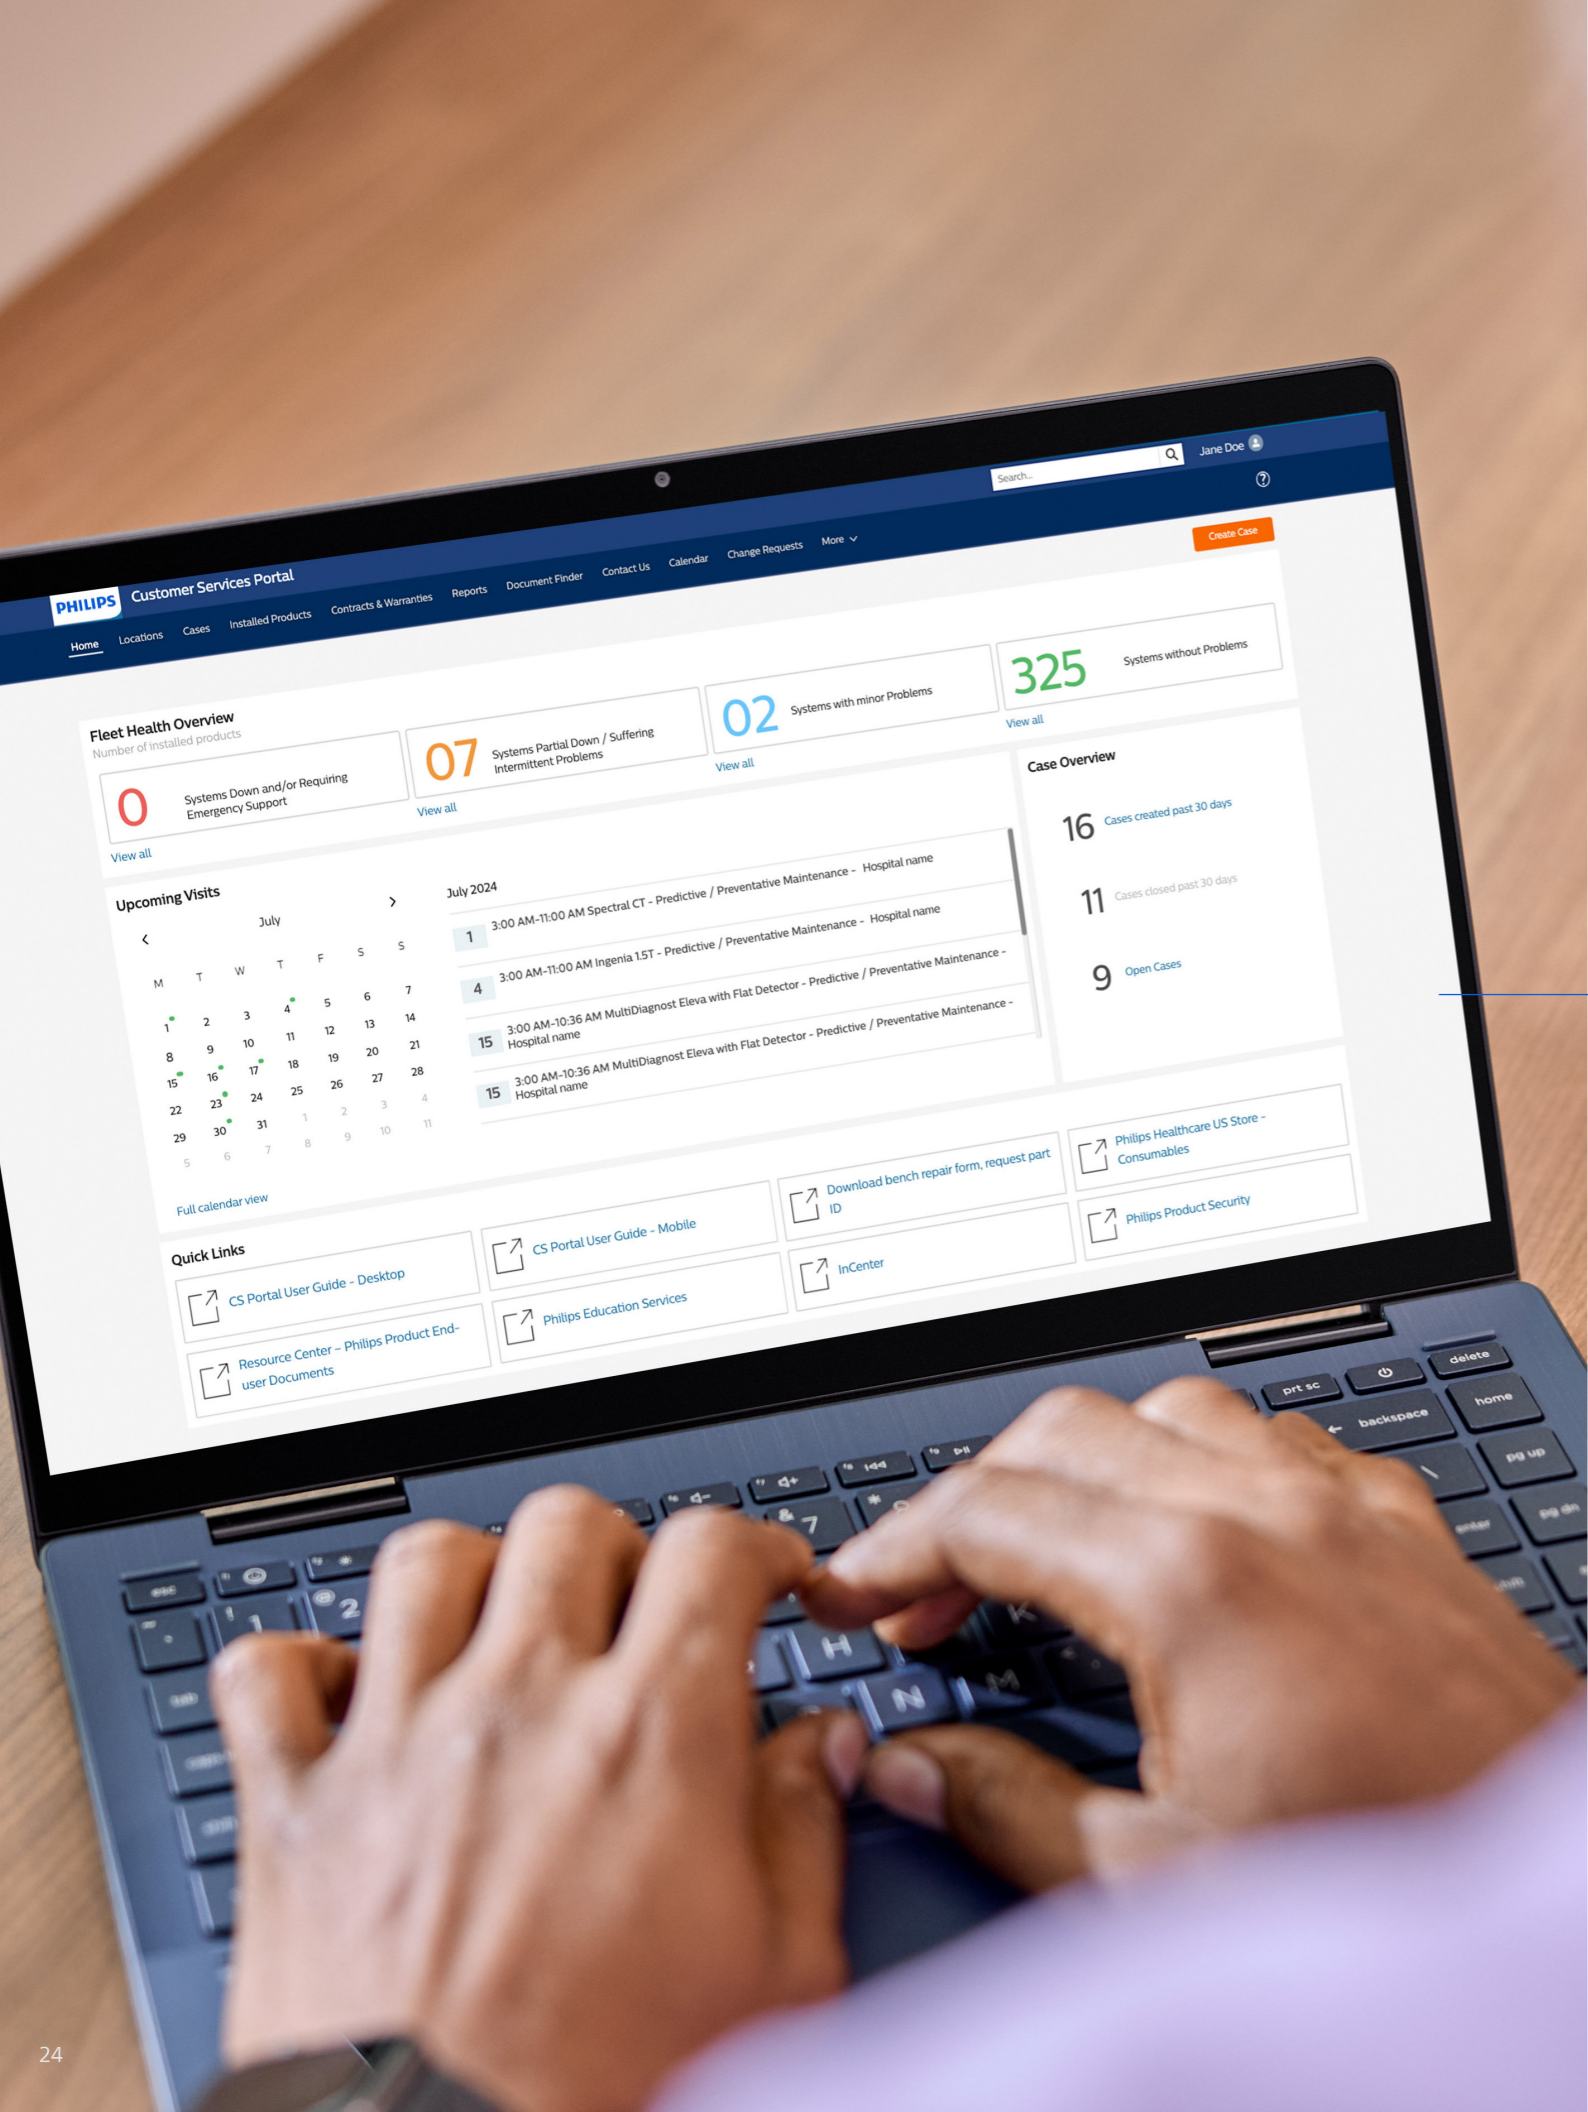 Search...
Jane Doe
PHILIPS
Customer Services Portal
Home Locations Cases Installed Products Contracts & Warranties Reports Document Finder Contact Us Calendar Change Requests More
Create Case
Fleet Health Overview
Number of installed products
0
Systems Down and/or Requiring
Emergency Support
View all
07
Systems Partial Down / Suffering
Intermittent Problems
View all
02
Systems with minor Problems
View all
325
Systems without Problems
View all
Upcoming Visits
July
M T W T F S S
1 2 3 4 5 6 7
8 9 10 11 12 13 14
15 16 17 18 19 20 21
22 23 24 25 26 27 28
29 30 31 1 2 3 4
5 6 7 8 9 10 11
Full calendar view
July 2024
1 3:00 AM-11:00 AM Spectral CT - Predictive / Preventative Maintenance - Hospital name
4 3:00 AM-11:00 AM Ingenia 1.5T - Predictive / Preventative Maintenance - Hospital name
15 3:00 AM-10:36 AM MultiDiagnost Eleva with Flat Detector - Predictive / Preventative Maintenance -
Hospital name
15 3:00 AM-10:36 AM MultiDiagnost Eleva with Flat Detector - Predictive / Preventative Maintenance -
Hospital name
Case Overview
16 Cases created past 30 days
11 Cases closed past 30 days
9 Open Cases
Quick Links
CS Portal User Guide - Desktop
CS Portal User Guide - Mobile
Download bench repair form, request part
ID
Philips Healthcare US Store -
Consumables
Resource Center – Philips Product End-
user Documents
Philips Education Services
InCenter
Philips Product Security
prt sc
delete
backspace
home
pg up
pg dn
enter
esc
1
@ 2
& 7
*
tab
H
K
N
M
24